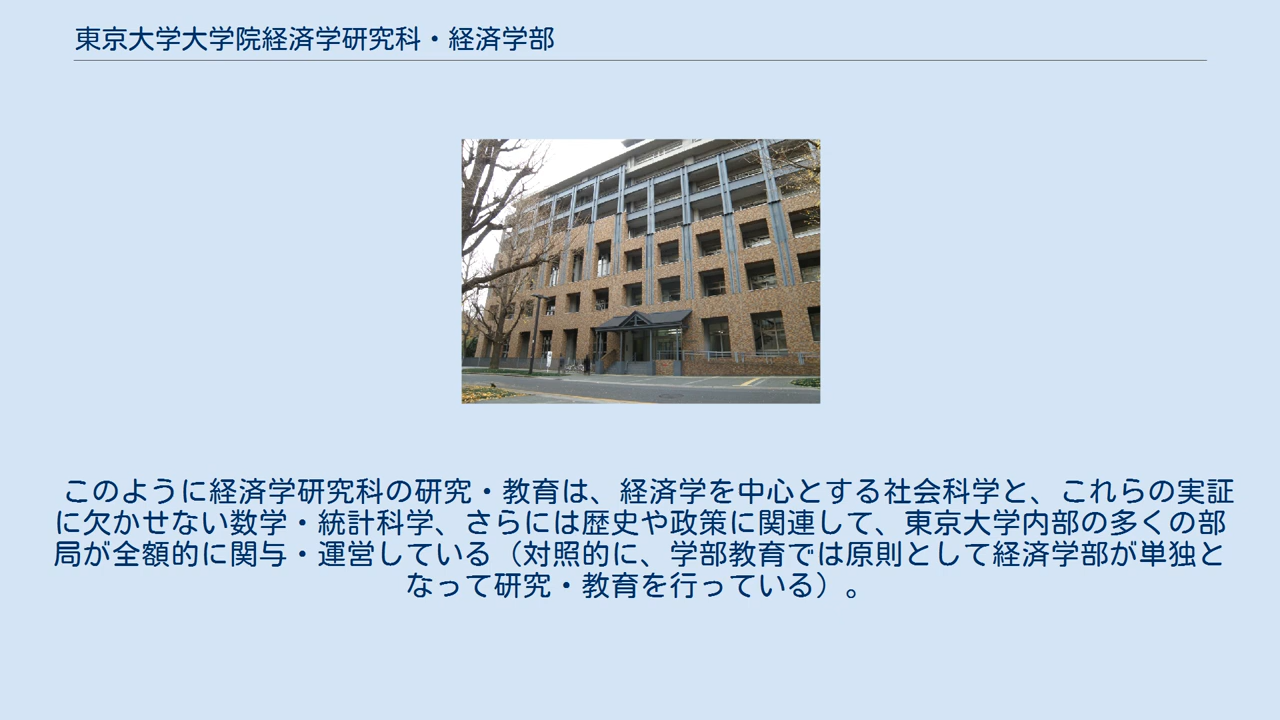 東京大学大学院経済学研究科・経済学部
このように経済学研究科の研究・教育は、経済学を中心とする社会科学と、これらの実証
に欠かせない数学・統計科学、さらには歴史や政策に関連して、東京大学内部の多くの部
局が全額的に関与・運営している（対照的に、学部教育では原則として経済学部が単独と
なって研究・教育を行っている）。